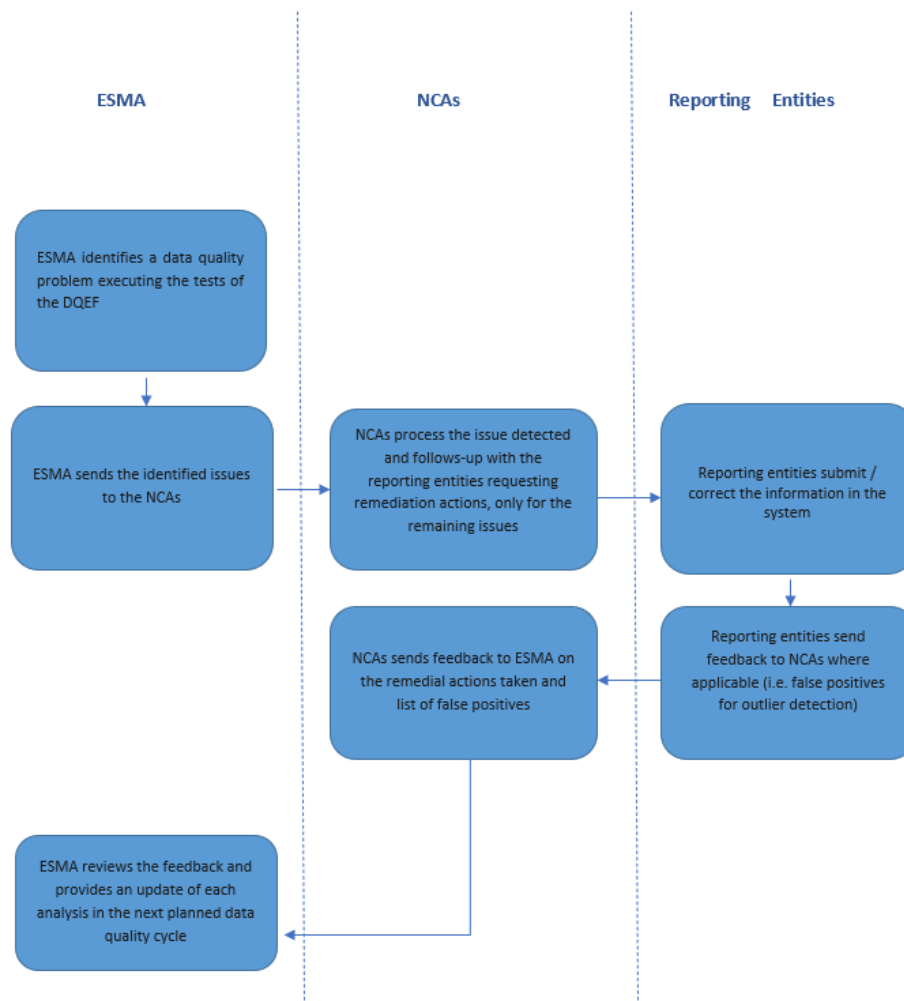 ESMA
NCAs
Reporting Entities
ESMA identifies a data quality
problem executing the tests of
the DQEF
ESMA sends the identified issues
to the NCAs
NCAs process the issue detected
and follows-up with the
reporting entities requesting
remediation actions, only for the
remaining issues
Reporting entities submit /
correct the information in the
system
Reporting entities send
feedback to NCAs where
applicable (i.e. false positives
for outlier detection)
NCAs sends feedback to ESMA on
the remedial actions taken and
list of false positives
ESMA reviews the feedback and
provides an update of each
analysis in the next planned data
quality cycle